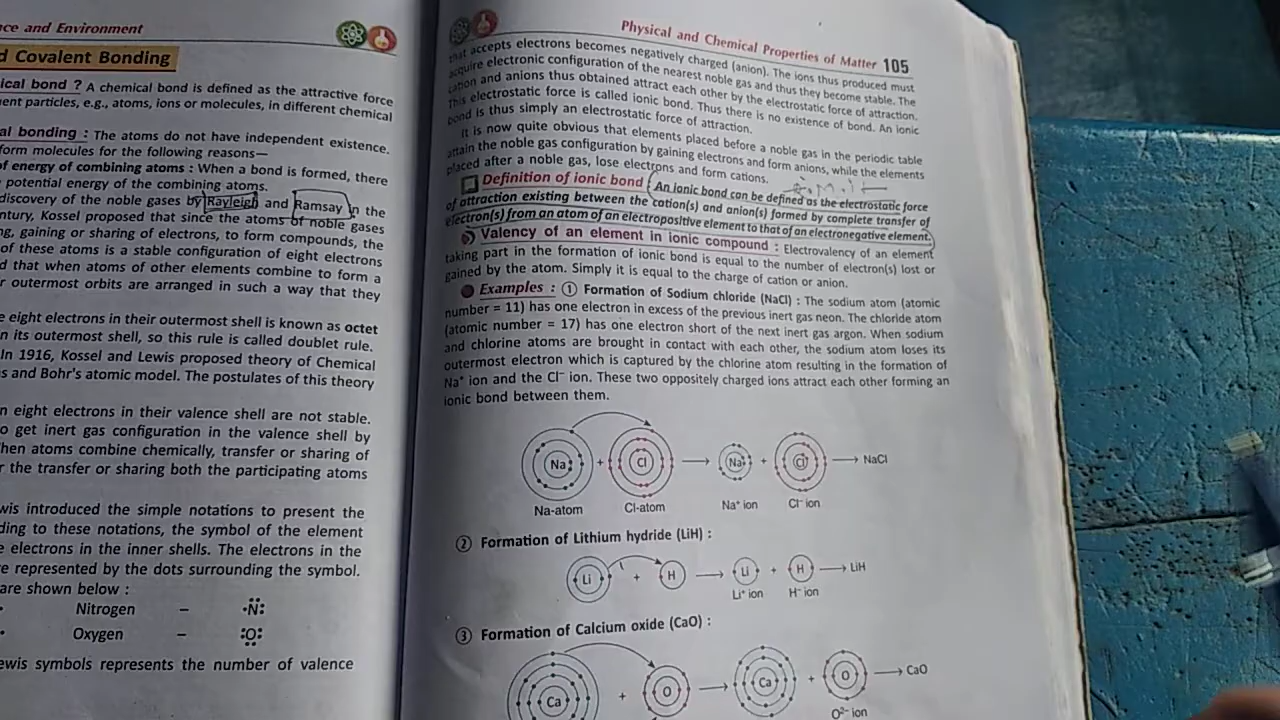 ce and Environment
d Covalent Bonding
ical bond ? A chemical bond is defined as the attractive force
ent particles, e.g., atoms, ions or molecules, in different chemical
al bonding : The atoms do not have independent existence.
form molecules for the following reasons—
of energy of combining atoms : When a bond is formed, there
potential energy of the combining atoms.
discovery of the noble gases by Rayleigh and Ramsay in the
ntury, Kossel proposed that since the atoms of noble gases
ng, gaining or sharing of electrons, to form compounds, the
of these atoms is a stable configuration of eight electrons
d that when atoms of other elements combine to form a
r outermost orbits are arranged in such a way that they
e eight electrons in their outermost shell is known as octet
n its outermost shell, so this rule is called doublet rule.
In 1916, Kossel and Lewis proposed theory of Chemical
s and Bohr's atomic model. The postulates of this theory
n eight electrons in their valence shell are not stable.
o get inert gas configuration in the valence shell by
hen atoms combine chemically, transfer or sharing of
r the transfer or sharing both the participating atoms
wis introduced the simple notations to present the
ding to these notations, the symbol of the element
e electrons in the inner shells. The electrons in the
re represented by the dots surrounding the symbol.
are shown below :
Nitrogen – N
Oxygen – O
ewis symbols represents the number of valence
Physical and Chemical Properties of Matter 105
that accepts electrons becomes negatively charged (anion). The ions thus produced must
acquire electronic configuration of the nearest noble gas and thus they become stable. The
cation and anions thus obtained attract each other by the electrostatic force of attraction.
This electrostatic force is called ionic bond. Thus there is no existence of bond. An ionic
bond is thus simply an electrostatic force of attraction.
It is now quite obvious that elements placed before a noble gas in the periodic table
attain the noble gas configuration by gaining electrons and form anions, while the elements
placed after a noble gas, lose electrons and form cations.
Definition of ionic bond An ionic bond can be defined as the electrostatic force
of attraction existing between the cation(s) and anion(s) formed by complete transfer of
electron(s) from an atom of an electropositive element to that of an electronegative element.
Valency of an element in ionic compound : Electrovalency of an element
taking part in the formation of ionic bond is equal to the number of electron(s) lost or
gained by the atom. Simply it is equal to the charge of cation or anion.
Examples : ① Formation of Sodium chloride (NaCl) : The sodium atom (atomic
number = 11) has one electron in excess of the previous inert gas neon. The chloride atom
(atomic number = 17) has one electron short of the next inert gas argon. When sodium
and chlorine atoms are brought in contact with each other, the sodium atom loses its
outermost electron which is captured by the chlorine atom resulting in the formation of
Na⁺ ion and the Cl⁻ ion. These two oppositely charged ions attract each other forming an
ionic bond between them.
Na + Cl → Na + Cl → NaCl
Na-atom Cl-atom Na⁺ ion Cl⁻ ion
② Formation of Lithium hydride (LiH) :
Li + H → Li + H → LiH
Li⁺ ion H⁻ ion
③ Formation of Calcium oxide (CaO) :
Ca + O → Ca + O → CaO
O²⁻ ion